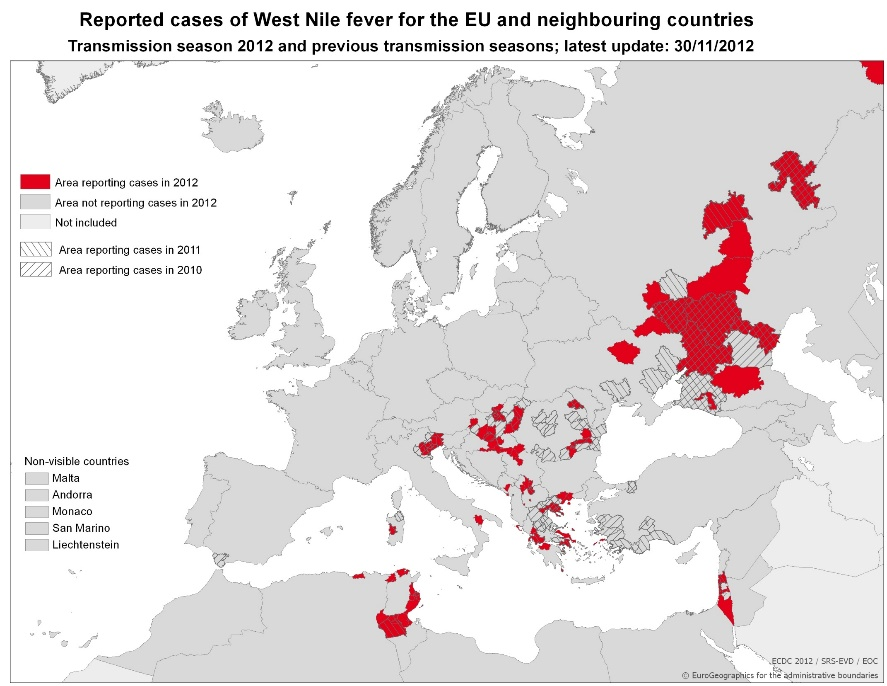 Reported cases of West Nile fever for the EU and neighbouring countries
Transmission season 2012 and previous transmission seasons; latest update: 30/11/2012
Area reporting cases in 2012
Area not reporting cases in 2012
Not included
Area reporting cases in 2011
Area reporting cases in 2010
Non-visible countries
Malta
Andorra
Monaco
San Marino
Liechtenstein
ECDC 2012 / SRS-EVD / EOC
© EuroGeographics for the administrative boundaries